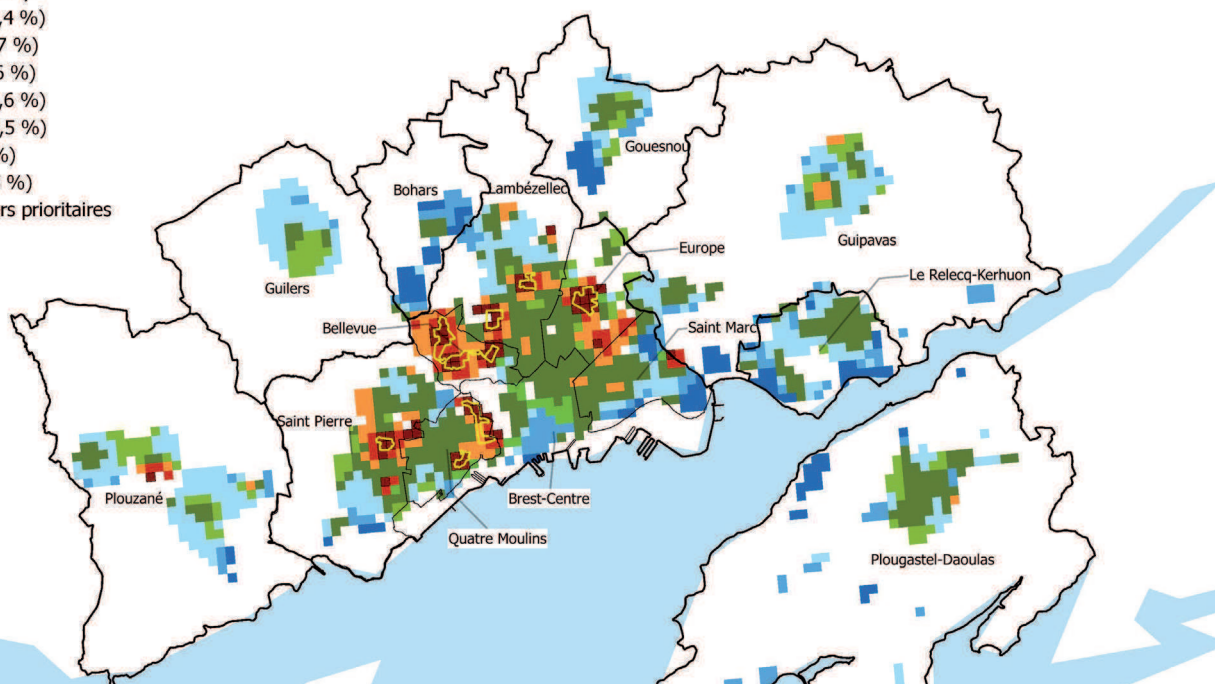 ,4 %)
7 %)
5 %)
,6 %)
,5 %)
%)
%)
rs prioritaires
Gouesnou
Bohars
Lambézellec
Guipavas
Europe
Le Relecq-Kerhuon
Guilers
Bellevue
Saint Marc
Saint Pierre
Plouzané
Brest-Centre
Quatre Moulins
Plougastel-Daoulas